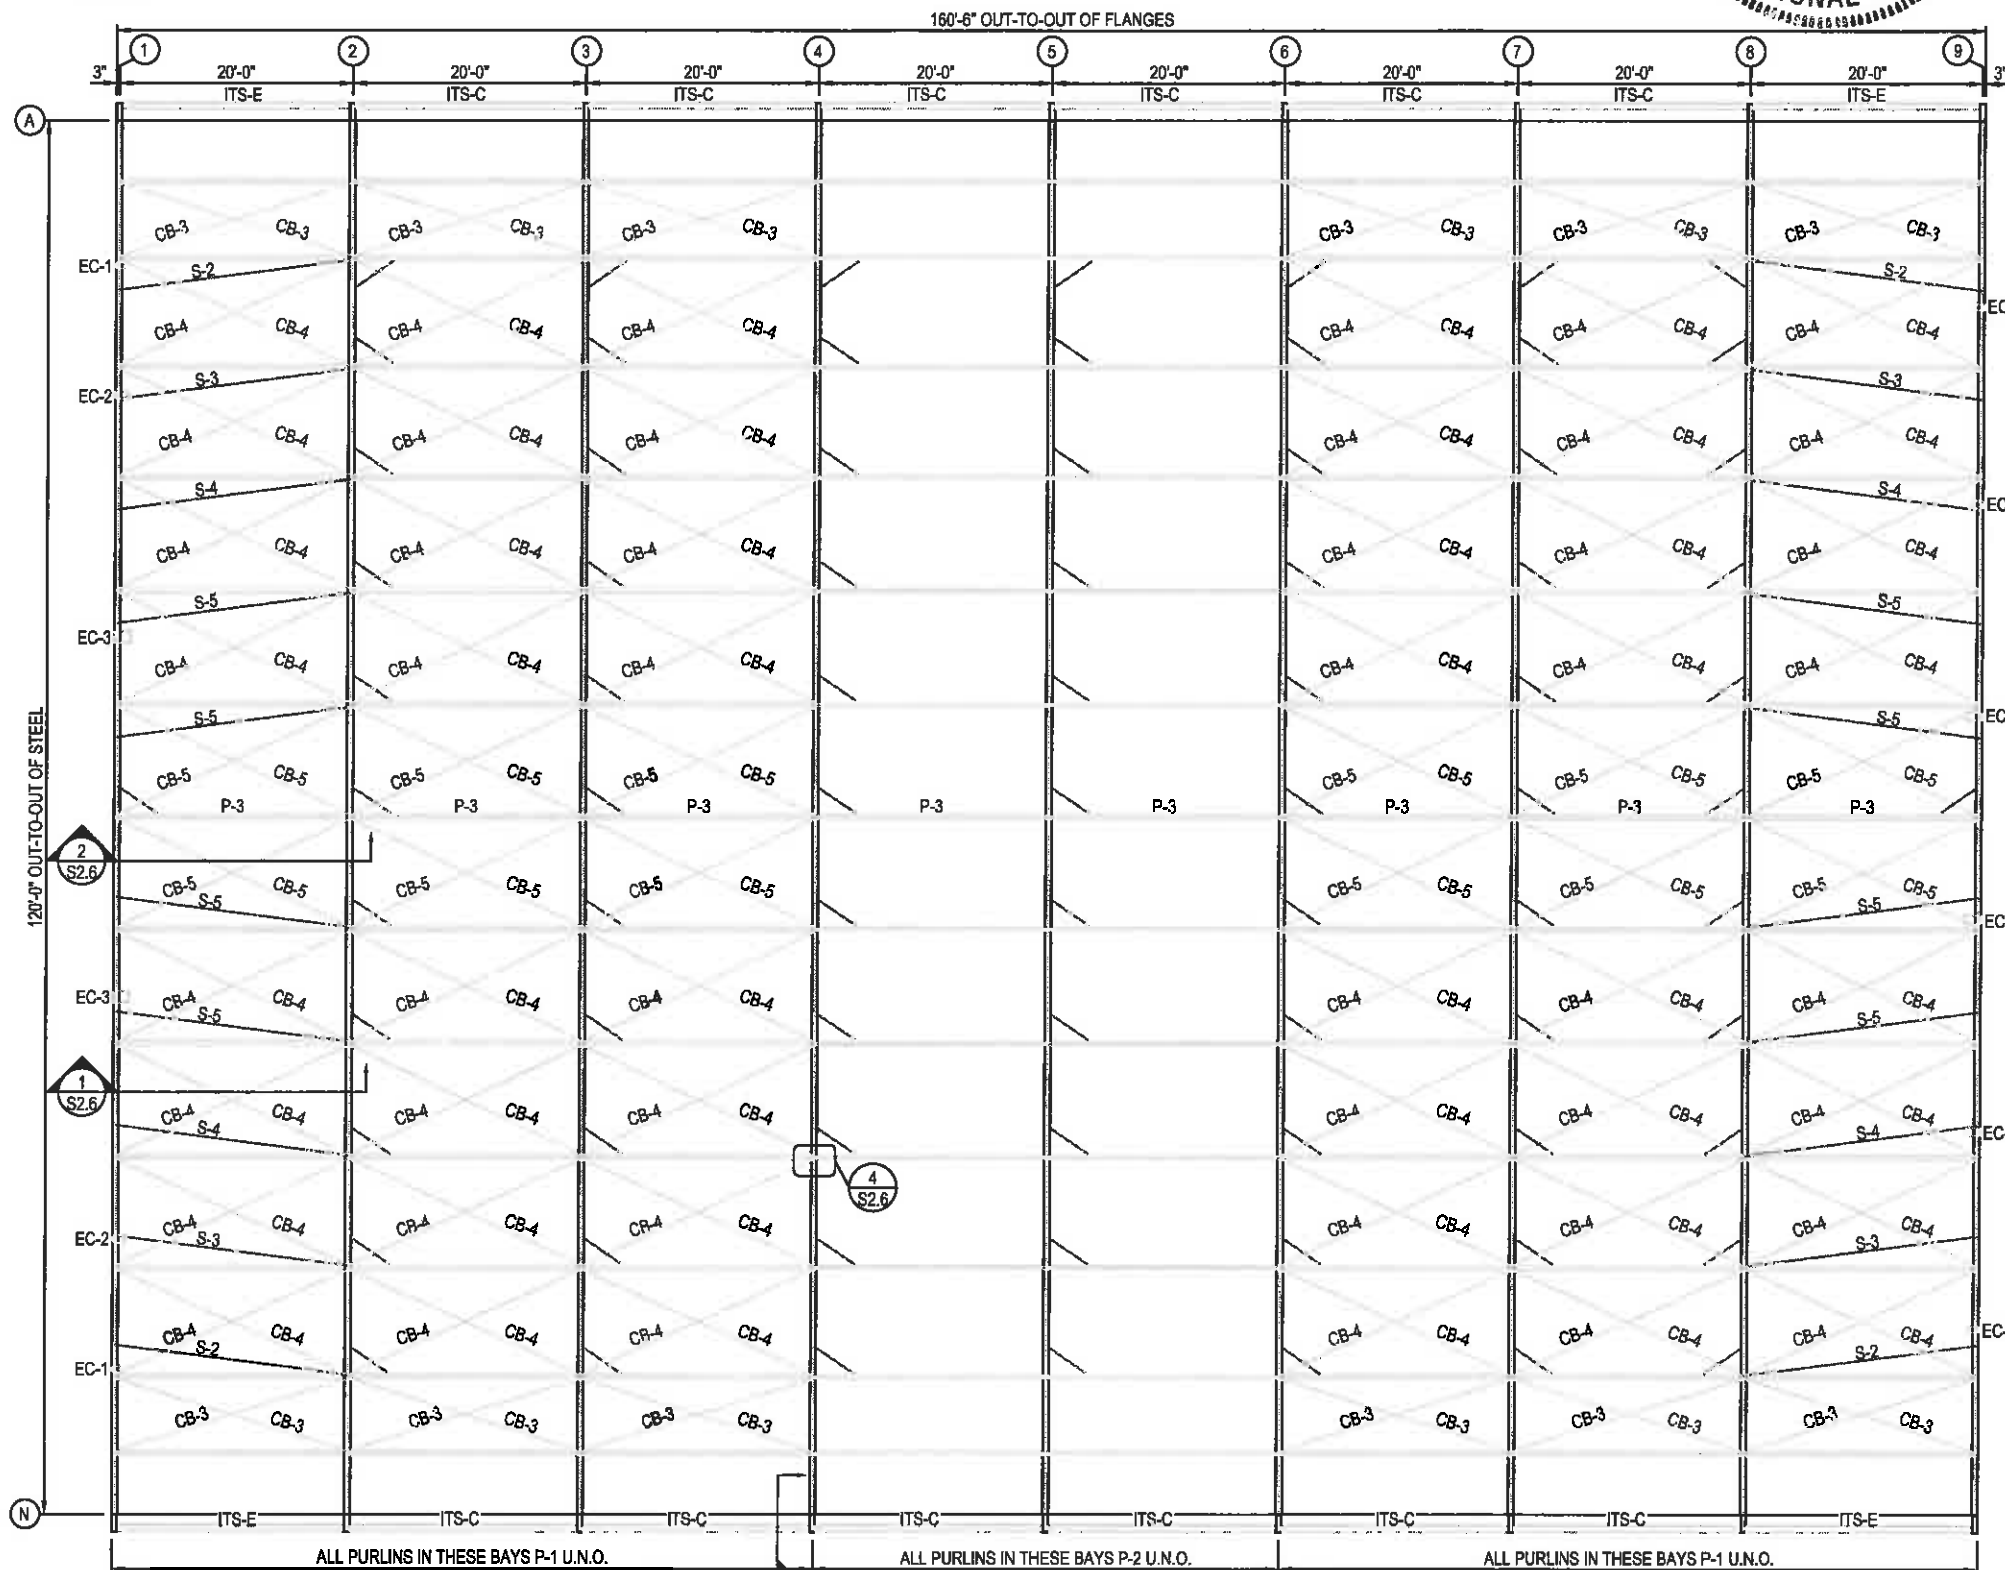 160'-6" OUT-TO-OUT OF FLANGES
1 2 3 4 5 6 7 8 9
3" 20'-0" 20'-0" 20'-0" 20'-0" 20'-0" 20'-0" 20'-0" 20'-0" 3"
ITS-E ITS-C ITS-C ITS-C ITS-C ITS-C ITS-C ITS-E
A
CB-3 CB-3 CB-3 CB-3 CB-3 CB-3 CB-3 CB-3 CB-3 CB-3 CB-3 CB-3
EC-1 S-2 S-2
EC
CB-4 CB-4 CB-4 CB-4 CB-4 CB-4 CB-4 CB-4 CB-4 CB-4 CB-4 CB-4
EC-2 S-3 S-3
CB-4 CB-4 CB-4 CB-4 CB-4 CB-4 CB-4 CB-4 CB-4 CB-4 CB-4 CB-4
S-4 S-4 EC
CB-4 CB-4 CB-4 CB-4 CB-4 CB-4 CB-4 CB-4 CB-4 CB-4 CB-4 CB-4
S-5 S-5
EC-3
CB-4 CB-4 CB-4 CB-4 CB-4 CB-4 CB-4 CB-4 CB-4 CB-4 CB-4 CB-4
S-5 S-5 EC
CB-5 CB-5 CB-5 CB-5 CB-5 CB-5 CB-5 CB-5 CB-5 CB-5 CB-5 CB-5
P-3 P-3 P-3 P-3 P-3 P-3 P-3 P-3
120'-0" OUT-TO-OUT OF STEEL
2
S2.6
CB-5 CB-5 CB-5 CB-5 CB-5 CB-5 CB-5 CB-5 CB-5 CB-5 CB-5 CB-5
S-5 S-5 EC
EC-3 CB-4 CB-4 CB-4 CB-4 CB-4 CB-4 CB-4 CB-4 CB-4 CB-4 CB-4 CB-4
S-5 S-5
1
S2.6
CB-4 CB-4 CB-4 CB-4 CB-4 CB-4 CB-4 CB-4 CB-4 CB-4 CB-4 CB-4
S-4 S-4 EC
4
S2.6
CB-4 CB-4 CB-4 CB-4 CB-4 CB-4 CB-4 CB-4 CB-4 CB-4 CB-4 CB-4
EC-2 S-3 S-3
CB-4 CB-4 CB-4 CB-4 CB-4 CB-4 CB-4 CB-4 CB-4 CB-4 CB-4 CB-4 EC
S-2 S-2
EC-1
CB-3 CB-3 CB-3 CB-3 CB-3 CB-3 CB-3 CB-3 CB-3 CB-3 CB-3 CB-3
N
ITS-E ITS-C ITS-C ITS-C ITS-C ITS-C ITS-C ITS-E
ALL PURLINS IN THESE BAYS P-1 U.N.O. ALL PURLINS IN THESE BAYS P-2 U.N.O. ALL PURLINS IN THESE BAYS P-1 U.N.O.